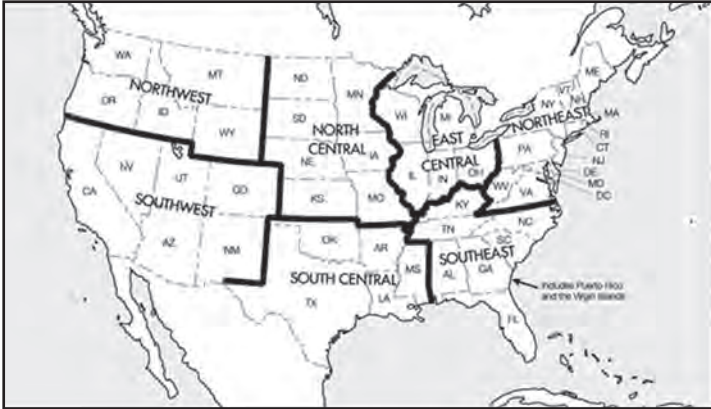 WA
MT
ND
MN
ME
VT
NH
NY
MA
OR
ID
NORTHWEST
WY
SD
NORTH
CENTRAL
WI
MI
EAST
CENTRAL
NORTHEAST
RI
CT
NJ
DE
MD
DC
PA
NE
IA
IL
IN
OH
WV
VA
NV
UT
CO
KS
MO
KY
CA
SOUTHWEST
AZ
NM
OK
AR
TN
NC
SC
SOUTHEAST
SOUTH CENTRAL
MS
AL
GA
TX
LA
FL
Includes Puerto Rico
and the Virgin Islands